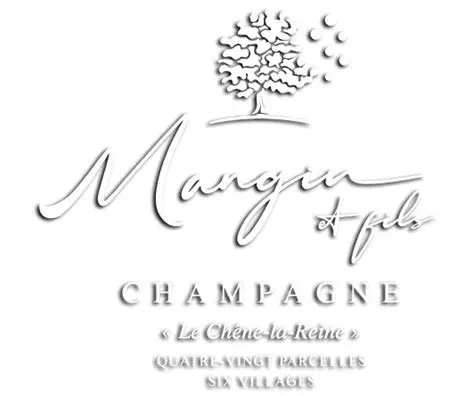 Mangin
et fils
CHAMPAGNE
« Le Chêne-la-Reine »
QUATRE-VINGT PARCELLES
SIX VILLAGES